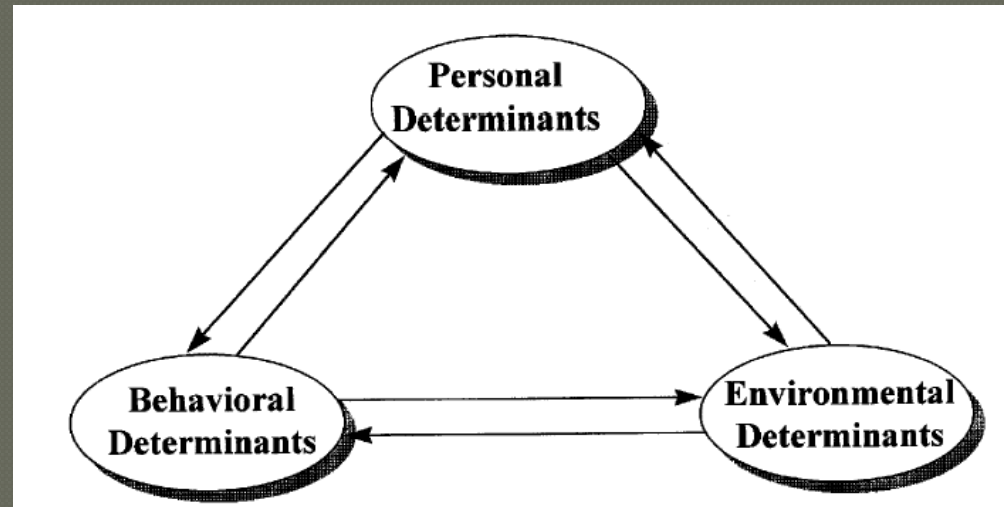 Personal
Determinants
Behavioral
Determinants
Environmental
Determinants